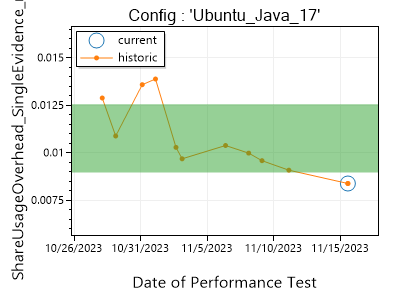 Config : 'Ubuntu_Java_17'
ShareUsageOverhead_SingleEvidence_
current
historic
0.015
0.0125
0.01
0.0075
10/26/2023
10/31/2023
11/5/2023
11/10/2023
11/15/2023
Date of Performance Test